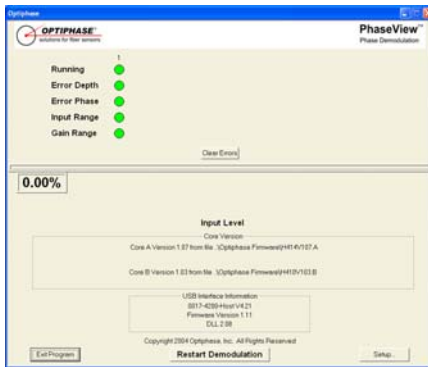 Optiphase
OPTIPHASE
solutions for fiber sensors
PhaseView™
Phase Demodulation
1
Running
Error Depth
Error Phase
Input Range
Gain Range
Clear Errors
0.00%
Input Level
Core Version
Core A Version 1.07 from file .\Optiphase Firmware\H414V107.A
Core B Version 1.03 from file .\Optiphase Firmware\H410V103.B
USB Interface Information
Firmware Version 1.11
DLL 2.08
Copyright 2004 Optiphase, Inc. All Rights Reserved
Exit Program
Restart Demodulation
Setup...